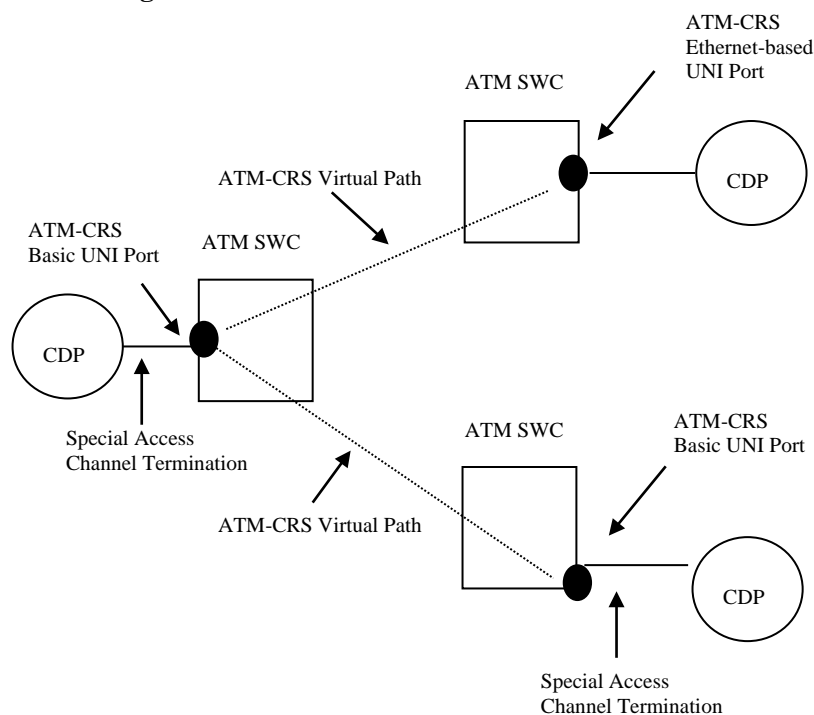 ATM-CRS
Ethernet-based
UNI Port
ATM SWC
CDP
ATM-CRS Virtual Path
ATM-CRS
Basic UNI Port
ATM SWC
CDP
Special Access
Channel Termination
ATM SWC
ATM-CRS
Basic UNI Port
ATM-CRS Virtual Path
CDP
Special Access
Channel Termination